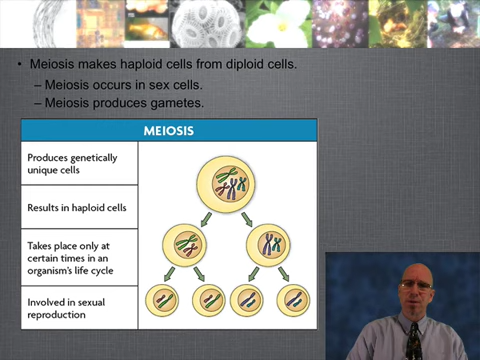 • Meiosis makes haploid cells from diploid cells.
– Meiosis occurs in sex cells.
– Meiosis produces gametes.
MEIOSIS
Produces genetically
unique cells
Results in haploid cells
Takes place only at
certain times in an
organism's life cycle
Involved in sexual
reproduction